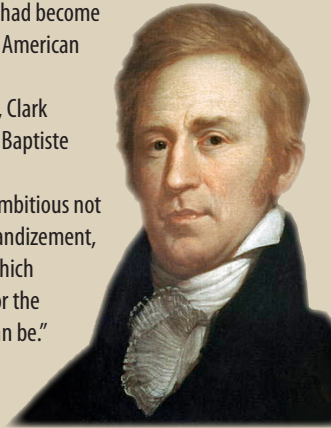 had become
American
, Clark
Baptiste
mbitious not
andizement,
hich
or the
n be.”